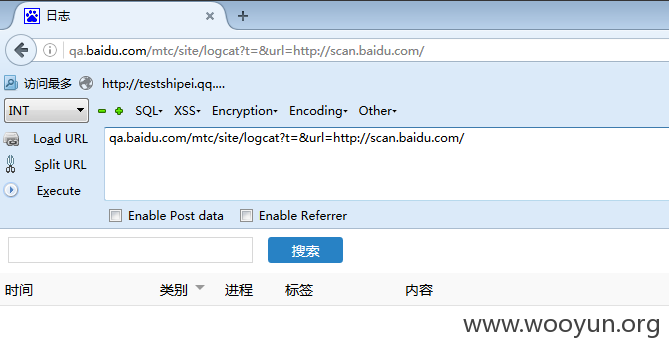 日志
qa.baidu.com/mtc/site/logcat?t=&url=http://scan.baidu.com/
访问最多 http://testshipei.qq....
INT SQL XSS Encryption Encoding Other
Load URL qa.baidu.com/mtc/site/logcat?t=&url=http://scan.baidu.com/
Split URL
Execute
Enable Post data Enable Referrer
搜索
时间 类别 进程 标签 内容
www.wooyun.org